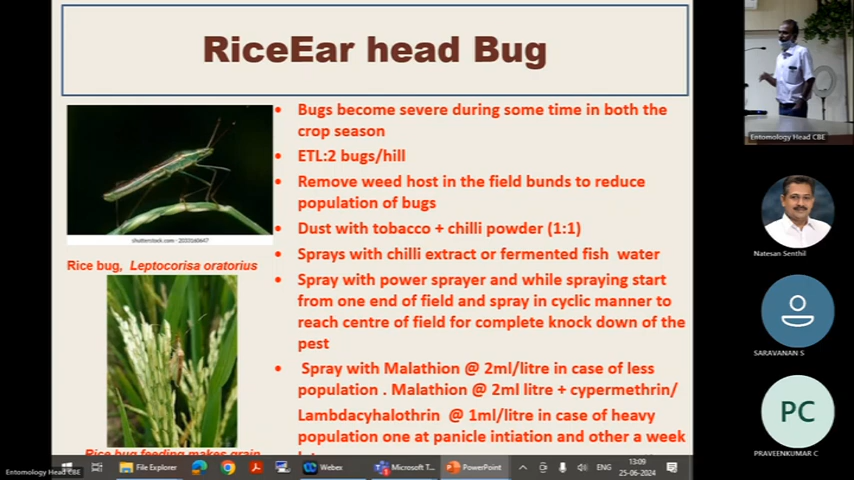 RiceEar head Bug
shutterstock.com · 2033160647
Rice bug, Leptocorisa oratorius
Rice bug feeding makes grain
Bugs become severe during some time in both the
crop season
ETL:2 bugs/hill
Remove weed host in the field bunds to reduce
population of bugs
Dust with tobacco + chilli powder (1:1)
Sprays with chilli extract or fermented fish water
Spray with power sprayer and while spraying start
from one end of field and spray in cyclic manner to
reach centre of field for complete knock down of the
pest
Spray with Malathion @ 2ml/litre in case of less
population . Malathion @ 2ml litre + cypermethrin/
Lambdacyhalothrin @ 1ml/litre in case of heavy
population one at panicle intiation and other a week
Entomology Head CBE
Natesan Senthil
SARAVANAN S
PC
PRAVEENKUMAR C
Entomology Head CBE
File Explorer
Webex
Microsoft T...
PowerPoint
ENG
13:09
25-06-2024